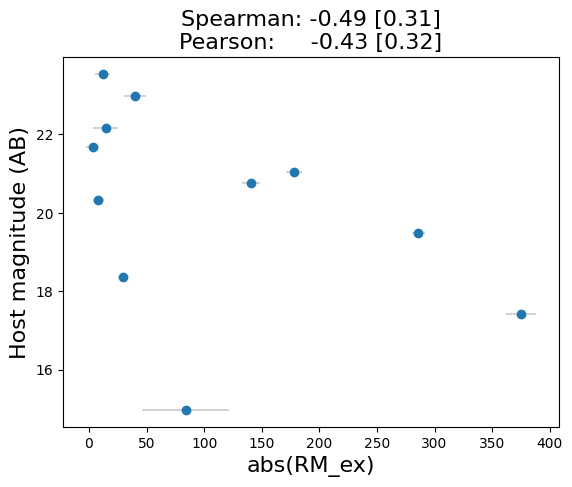 Spearman: -0.49 [0.31]
Pearson: -0.43 [0.32]
22
20
18
16
Host magnitude (AB)
0 50 100 150 200 250 300 350 400
abs(RM_ex)